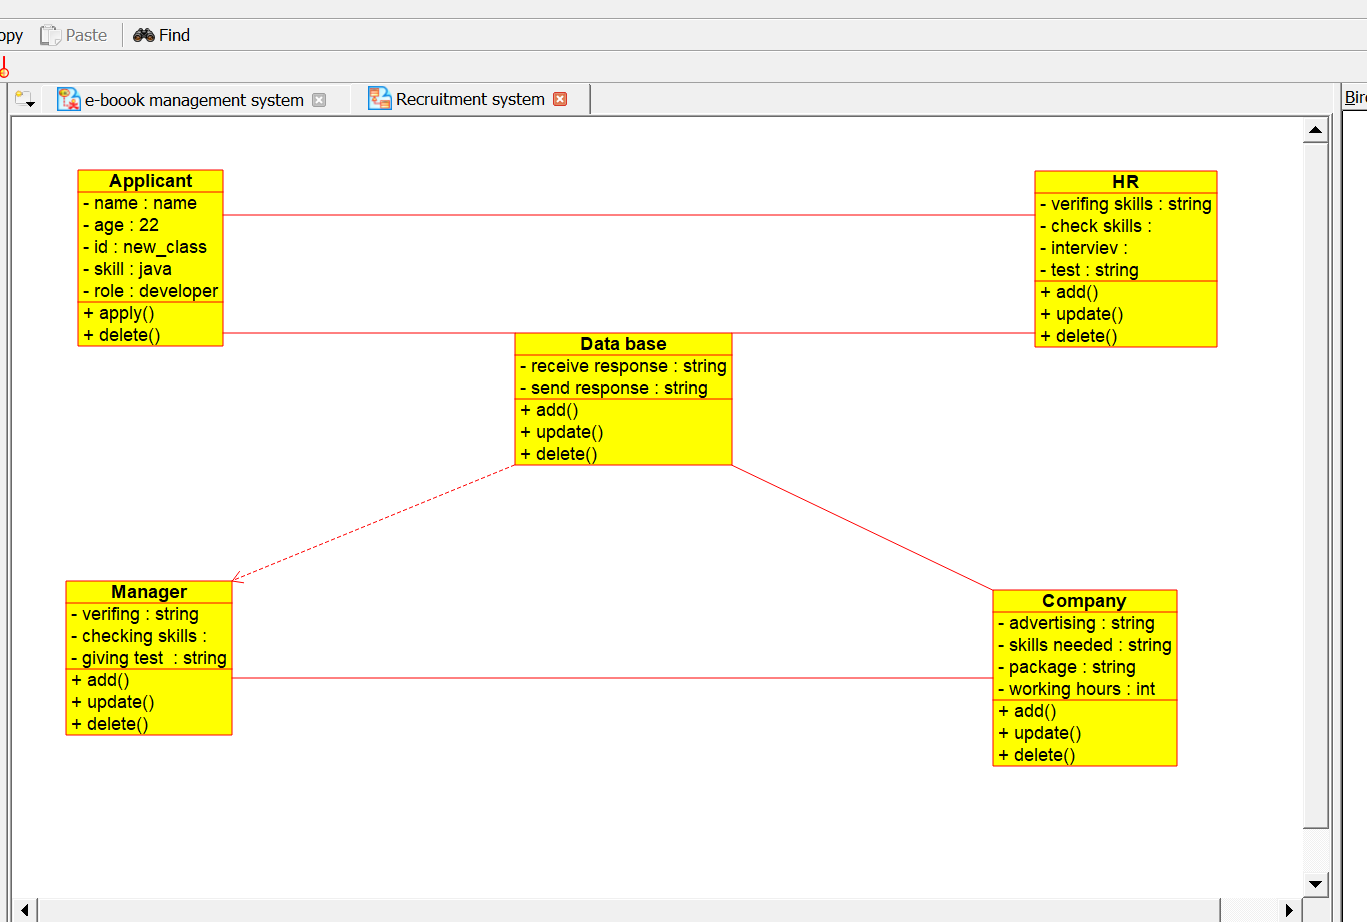 opy Paste Find
e-boook management system Recruitment system
Applicant
- name : name
- age : 22
- id : new_class
- skill : java
- role : developer
+ apply()
+ delete()
HR
- verifing skills : string
- check skills :
- interviev :
- test : string
+ add()
+ update()
+ delete()
Data base
- receive response : string
- send response : string
+ add()
+ update()
+ delete()
Manager
- verifing : string
- checking skills :
- giving test  : string
+ add()
+ update()
+ delete()
Company
- advertising : string
- skills needed : string
- package : string
- working hours : int
+ add()
+ update()
+ delete()